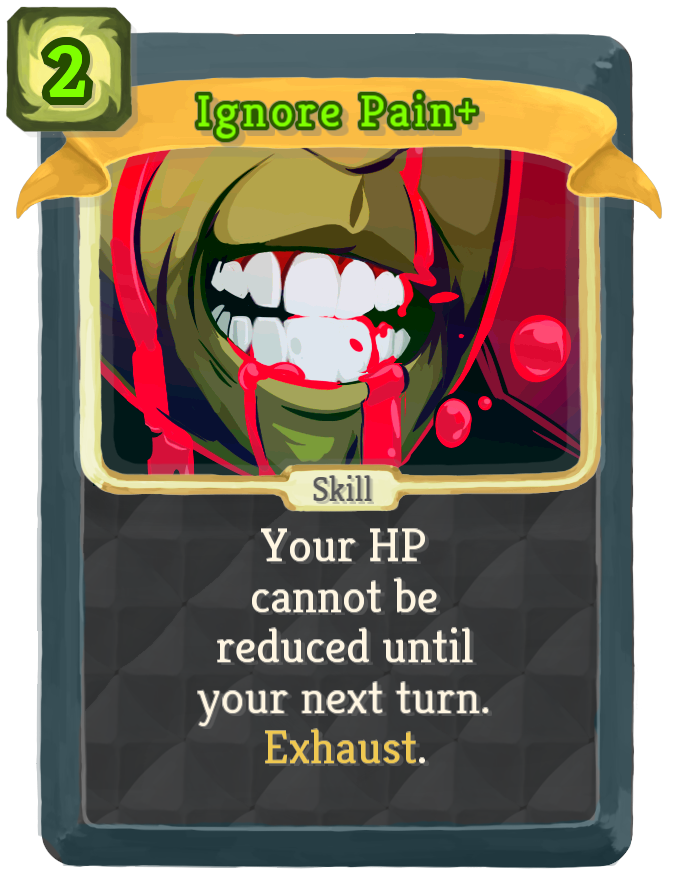 2
Ignore Pain+
Skill
Your HP
cannot be
reduced until
your next turn.
Exhaust.